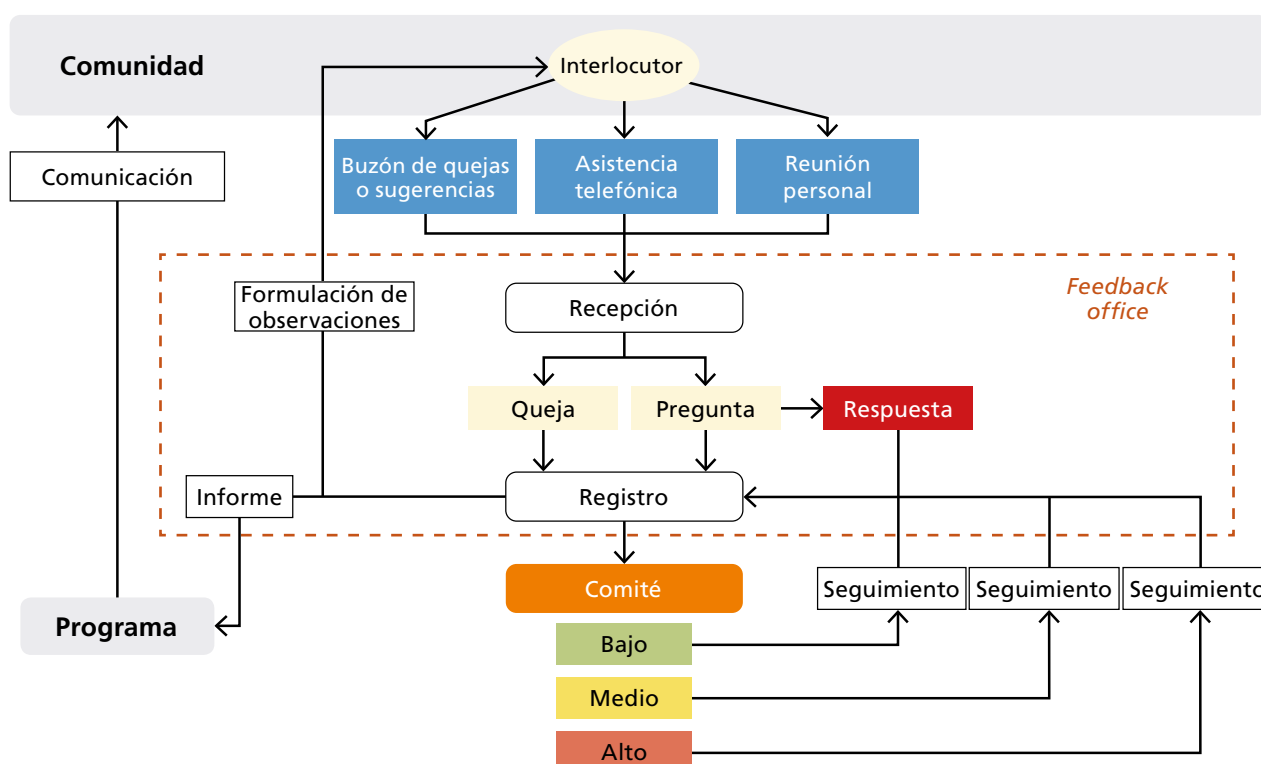 Comunidad
Interlocutor
Comunicación
Buzón de quejas
o sugerencias
Asistencia
telefónica
Reunión
personal
Formulación de
observaciones
Recepción
Feedback
office
Queja
Pregunta
Respuesta
Informe
Registro
Comité
Seguimiento
Seguimiento
Seguimiento
Programa
Bajo
Medio
Alto